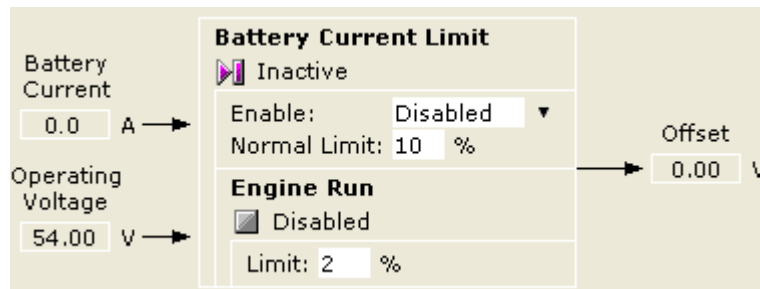 Battery Current Limit
Inactive
Battery
Current
0.0 A
Enable: Disabled
Normal Limit: 10 %
Offset
0.00 V
Operating
Voltage
54.00 V
Engine Run
Disabled
Limit: 2 %